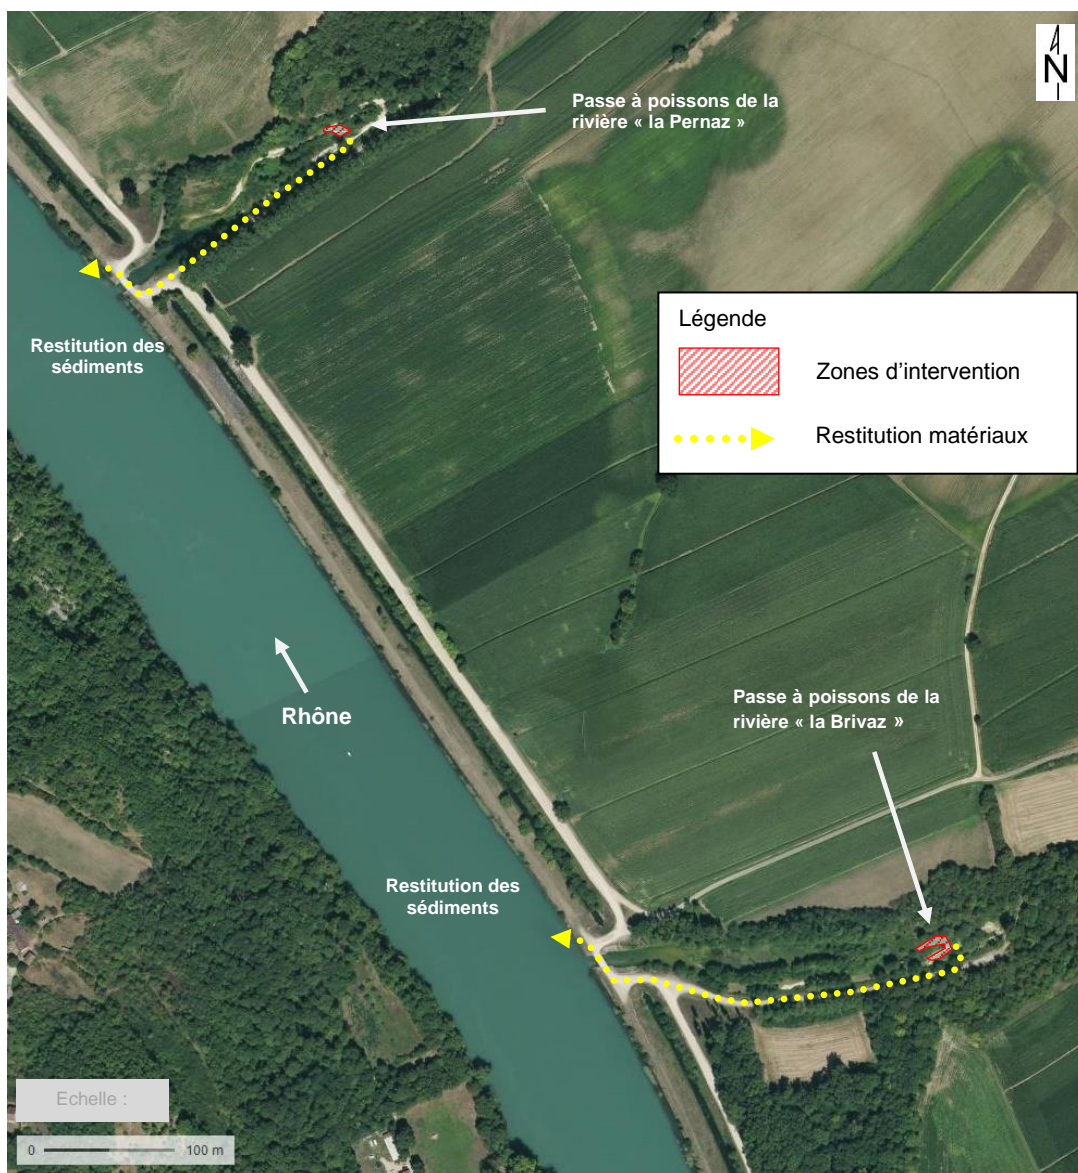 N
Passe à poissons de la
rivière « la Pernaz »
Restitution des
sédiments
Légende
Zones d'intervention
Restitution matériaux
Rhône
Passe à poissons de la
rivière « la Brivaz »
Restitution des
sédiments
Echelle :
0 100 m